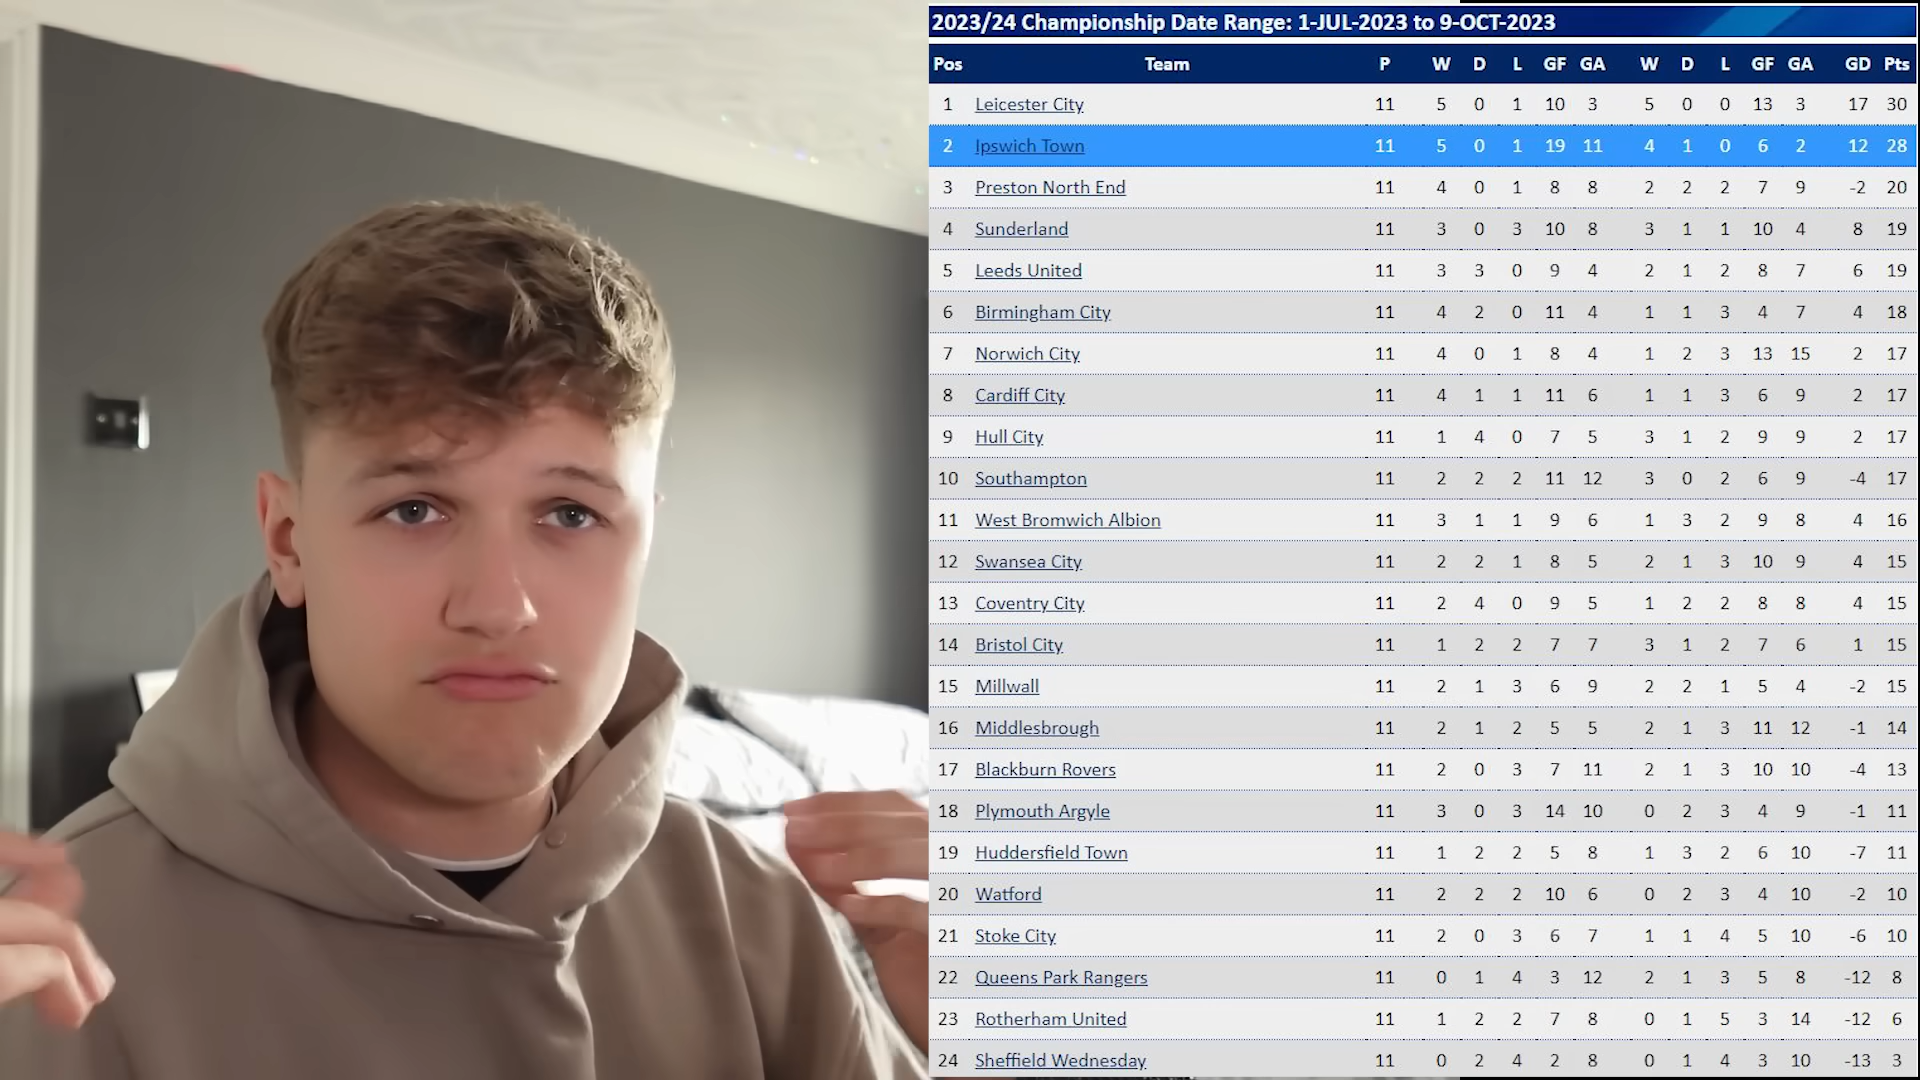 2023/24 Championship Date Range: 1-JUL-2023 to 9-OCT-2023
Pos Team P W D L GF GA W D L GF GA GD Pts
1 Leicester City 11 5 0 1 10 3 5 0 0 13 3 17 30
2 Ipswich Town 11 5 0 1 19 11 4 1 0 6 2 12 28
3 Preston North End 11 4 0 1 8 8 2 2 2 7 9 -2 20
4 Sunderland 11 3 0 3 10 8 3 1 1 10 4 8 19
5 Leeds United 11 3 3 0 9 4 2 1 2 8 7 6 19
6 Birmingham City 11 4 2 0 11 4 1 1 3 4 7 4 18
7 Norwich City 11 4 0 1 8 4 1 2 3 13 15 2 17
8 Cardiff City 11 4 1 1 11 6 1 1 3 6 9 2 17
9 Hull City 11 1 4 0 7 5 3 1 2 9 9 2 17
10 Southampton 11 2 2 2 11 12 3 0 2 6 9 -4 17
11 West Bromwich Albion 11 3 1 1 9 6 1 3 2 9 8 4 16
12 Swansea City 11 2 2 1 8 5 2 1 3 10 9 4 15
13 Coventry City 11 2 4 0 9 5 1 2 2 8 8 4 15
14 Bristol City 11 1 2 2 7 7 3 1 2 7 6 1 15
15 Millwall 11 2 1 3 6 9 2 2 1 5 4 -2 15
16 Middlesbrough 11 2 1 2 5 5 2 1 3 11 12 -1 14
17 Blackburn Rovers 11 2 0 3 7 11 2 1 3 10 10 -4 13
18 Plymouth Argyle 11 3 0 3 14 10 0 2 3 4 9 -1 11
19 Huddersfield Town 11 1 2 2 5 8 1 3 2 6 10 -7 11
20 Watford 11 2 2 2 10 6 0 2 3 4 10 -2 10
21 Stoke City 11 2 0 3 6 7 1 1 4 5 10 -6 10
22 Queens Park Rangers 11 0 1 4 3 12 2 1 3 5 8 -12 8
23 Rotherham United 11 1 2 2 7 8 0 1 5 3 14 -12 6
24 Sheffield Wednesday 11 0 2 4 2 8 0 1 4 3 10 -13 3